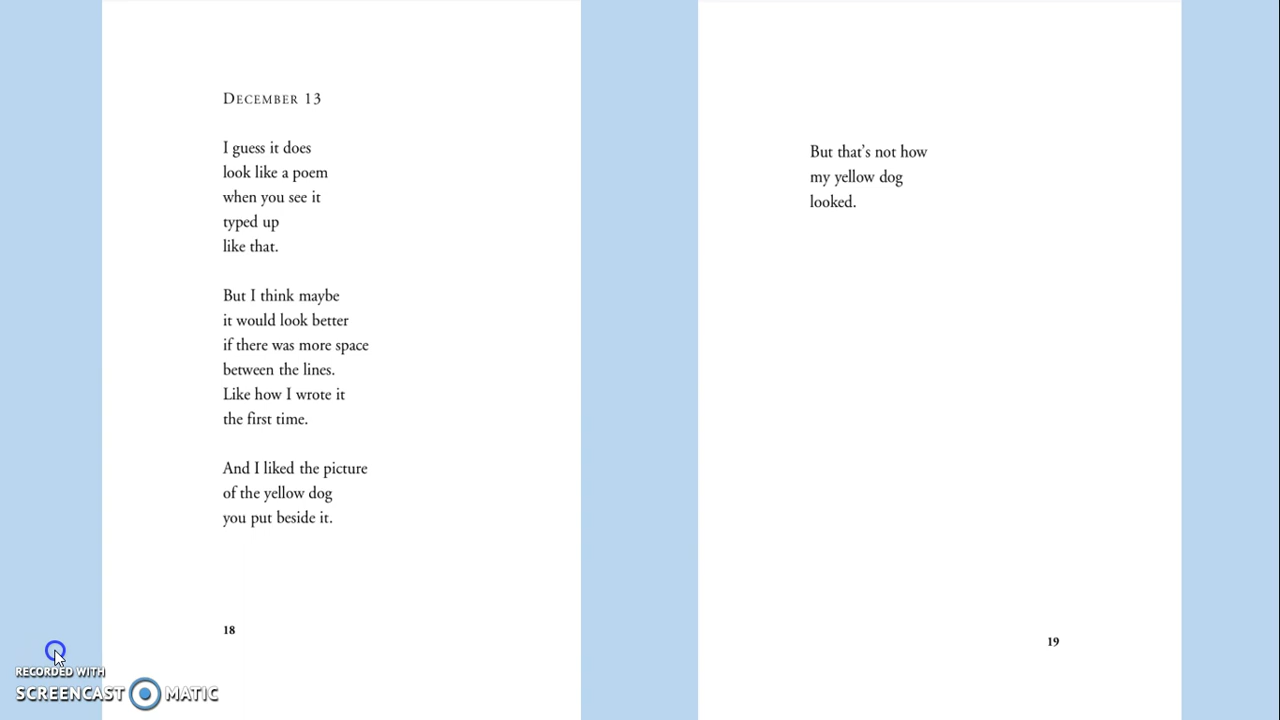 DECEMBER 13
I guess it does
look like a poem
when you see it
typed up
like that.
But I think maybe
it would look better
if there was more space
between the lines.
Like how I wrote it
the first time.
And I liked the picture
of the yellow dog
you put beside it.
18
But that's not how
my yellow dog
looked.
19
RECORDED WITH
SCREENCAST MATIC